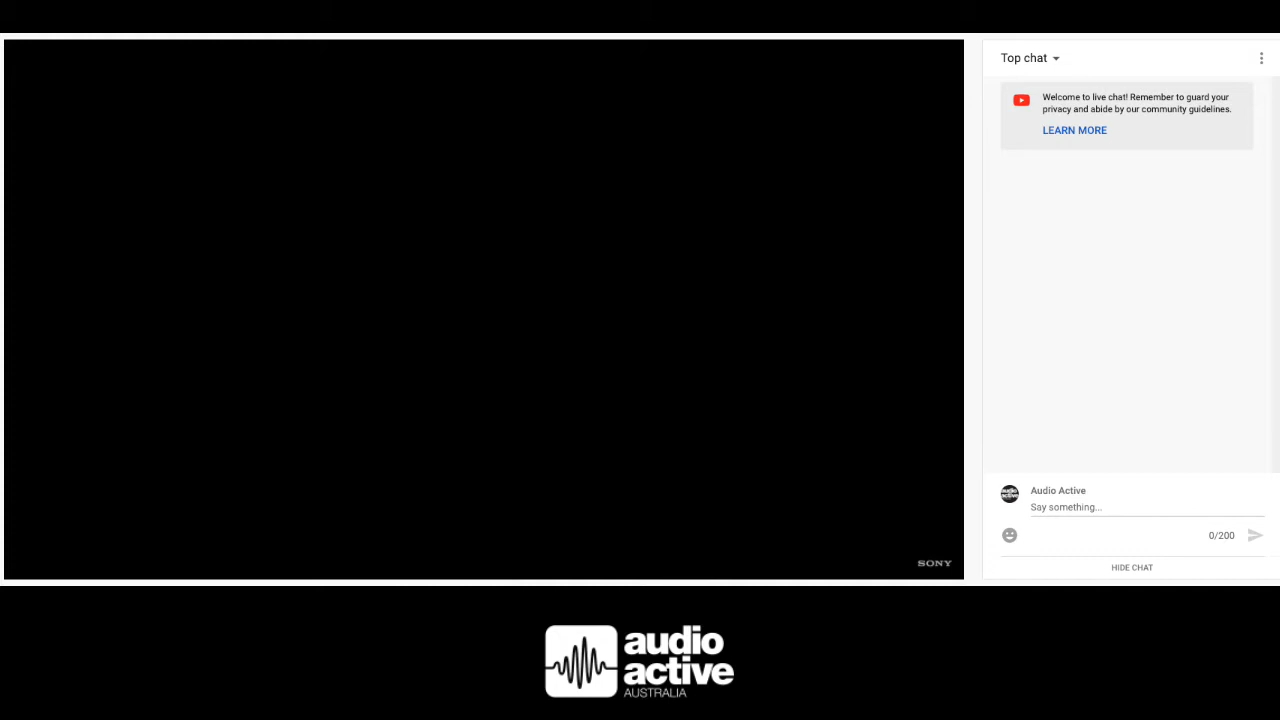 Top chat
Welcome to live chat! Remember to guard your
privacy and abide by our community guidelines.
LEARN MORE
Audio Active
Say something...
0/200
HIDE CHAT
SONY
audio
active
AUSTRALIA